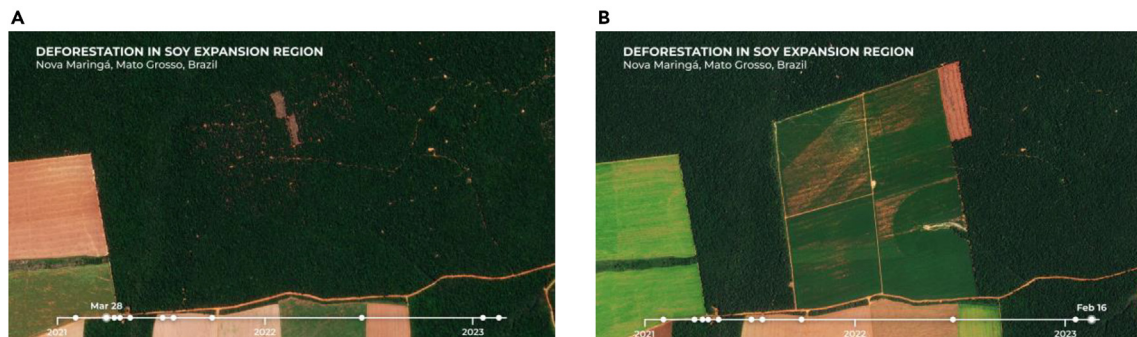 A
DEFORESTATION IN SOY EXPANSION REGION
Nova Maringá, Mato Grosso, Brazil
Mar 28
2021
2022
2023
B
DEFORESTATION IN SOY EXPANSION REGION
Nova Maringá, Mato Grosso, Brazil
Feb 16
2021
2022
2023